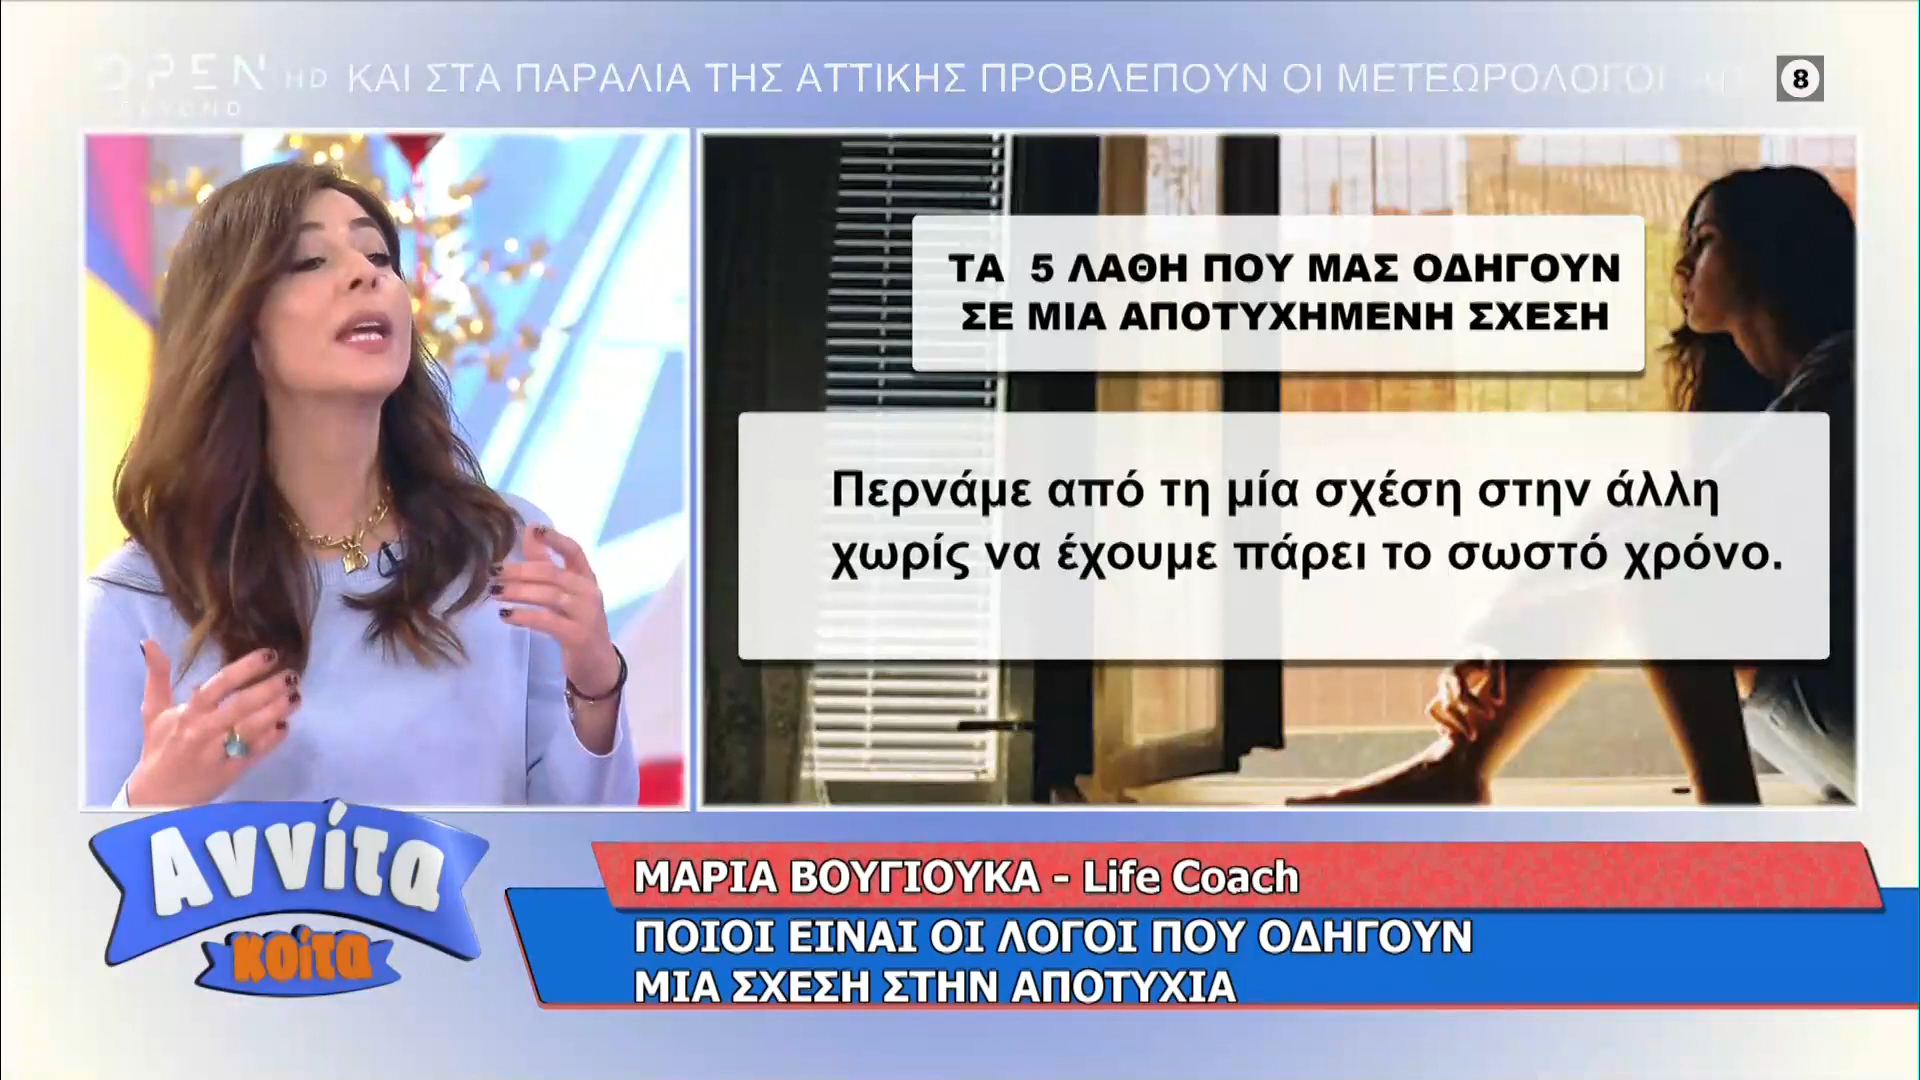 OPEN HD ΚΑΙ ΣΤΑ ΠΑΡΑΛΙΑ ΤΗΣ ΑΤΤΙΚΗΣ ΠΡΟΒΛΕΠΟΥΝ ΟΙ ΜΕΤΕΩΡΟΛΟΓΟΙ
BEYOND
8
ΤΑ 5 ΛΑΘΗ ΠΟΥ ΜΑΣ ΟΔΗΓΟΥΝ
ΣΕ ΜΙΑ ΑΠΟΤΥΧΗΜΕΝΗ ΣΧΕΣΗ
Περνάμε από τη μία σχέση στην άλλη
χωρίς να έχουμε πάρει το σωστό χρόνο.
Αννίτα
κοίτα
ΜΑΡΙΑ ΒΟΥΓΙΟΥΚΑ - Life Coach
ΠΟΙΟΙ ΕΙΝΑΙ ΟΙ ΛΟΓΟΙ ΠΟΥ ΟΔΗΓΟΥΝ
ΜΙΑ ΣΧΕΣΗ ΣΤΗΝ ΑΠΟΤΥΧΙΑ